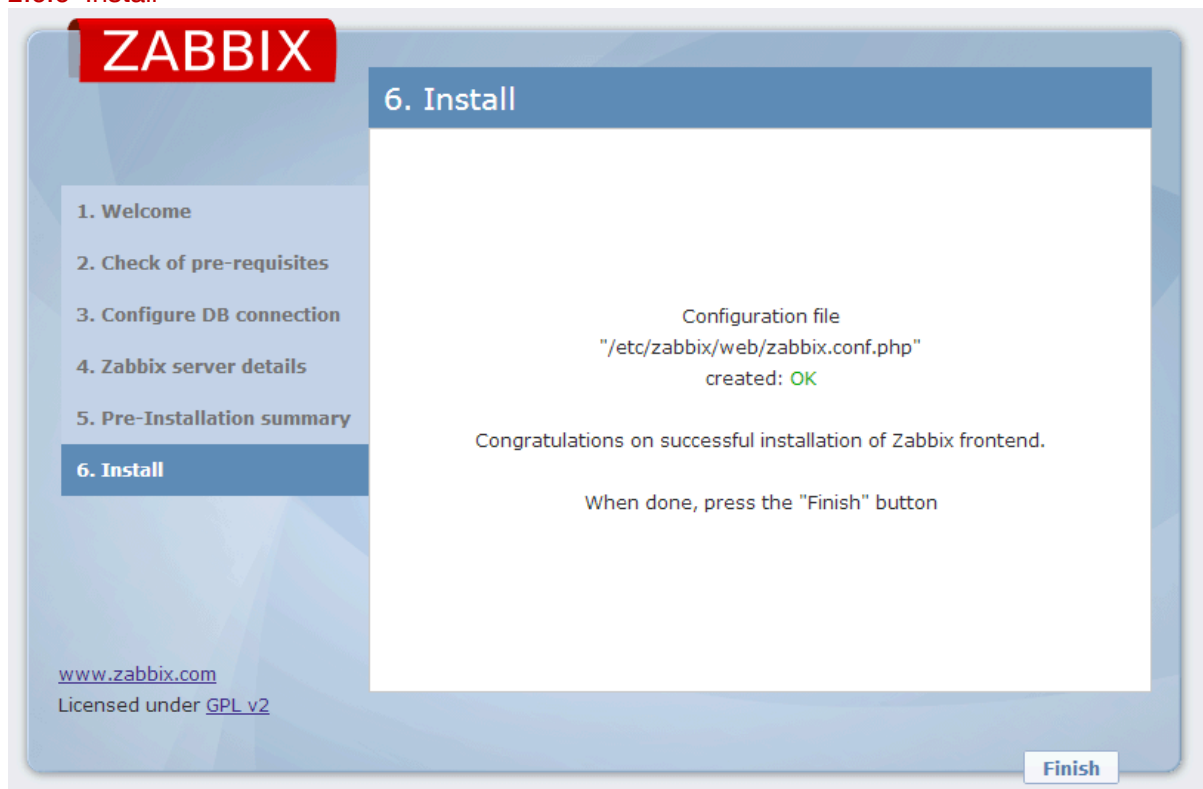 ZABBIX
6. Install
1. Welcome
2. Check of pre-requisites
3. Configure DB connection
4. Zabbix server details
5. Pre-Installation summary
6. Install
Configuration file
"/etc/zabbix/web/zabbix.conf.php"
created: OK
Congratulations on successful installation of Zabbix frontend.
When done, press the "Finish" button
www.zabbix.com
Licensed under GPL v2
Finish